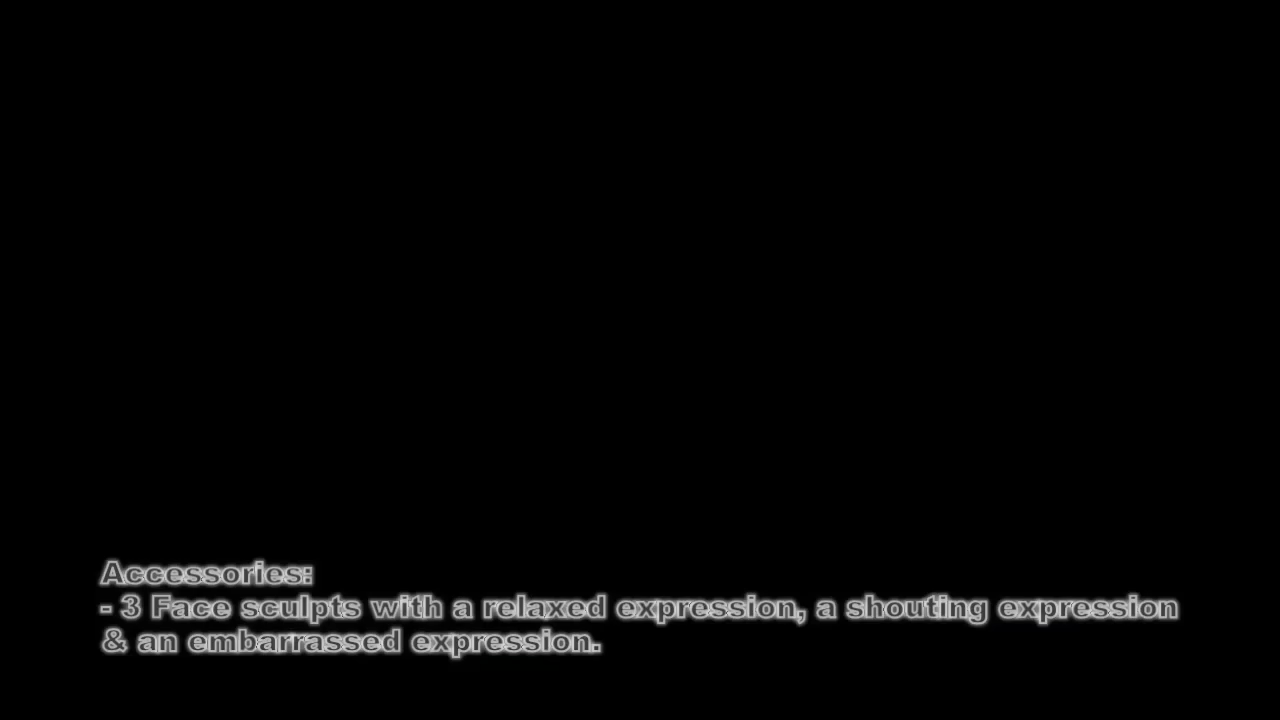 Accessories:
- 3 Face sculpts with a relaxed expression, a shouting expression
& an embarrassed expression.